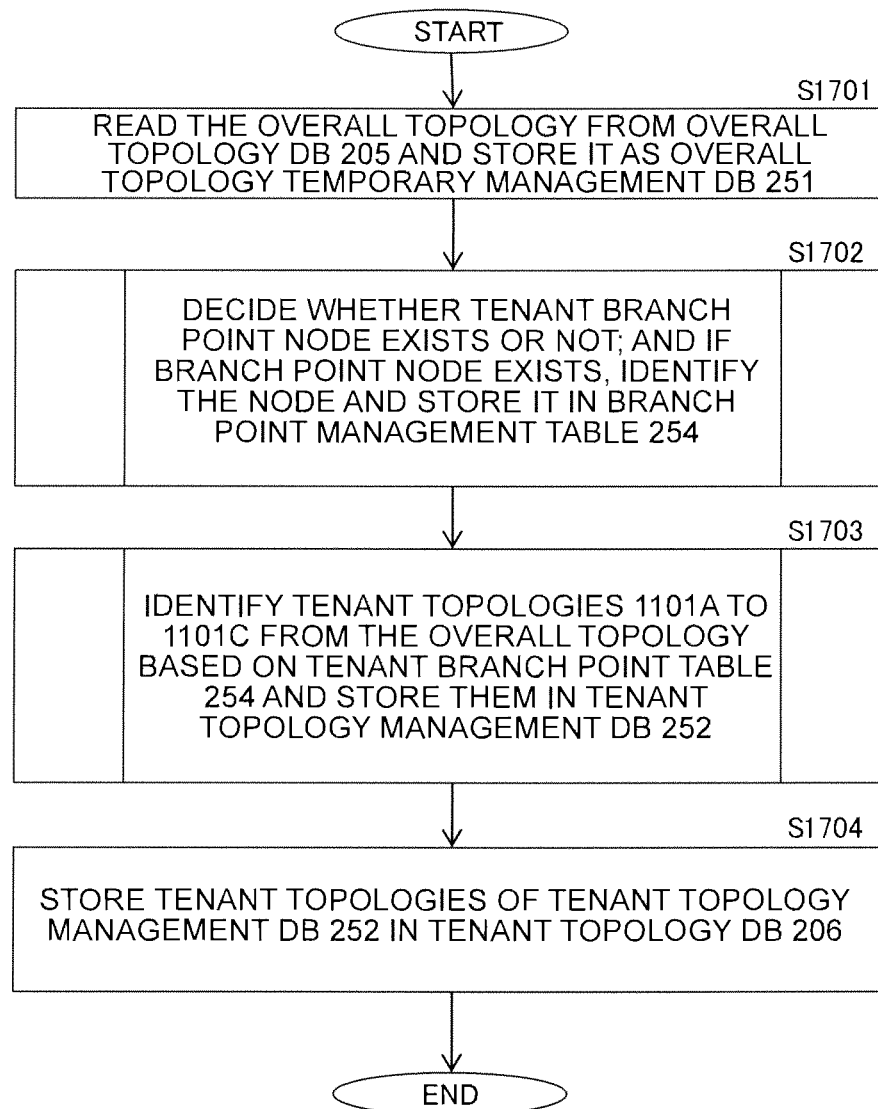 START
S1701
READ THE OVERALL TOPOLOGY FROM OVERALL
TOPOLOGY DB 205 AND STORE IT AS OVERALL
TOPOLOGY TEMPORARY MANAGEMENT DB 251
S1702
DECIDE WHETHER TENANT BRANCH
POINT NODE EXISTS OR NOT; AND IF
BRANCH POINT NODE EXISTS, IDENTIFY
THE NODE AND STORE IT IN BRANCH
POINT MANAGEMENT TABLE 254
S1703
IDENTIFY TENANT TOPOLOGIES 1101A TO
1101C FROM THE OVERALL TOPOLOGY
BASED ON TENANT BRANCH POINT TABLE
254 AND STORE THEM IN TENANT
TOPOLOGY MANAGEMENT DB 252
S1704
STORE TENANT TOPOLOGIES OF TENANT TOPOLOGY
MANAGEMENT DB 252 IN TENANT TOPOLOGY DB 206
END